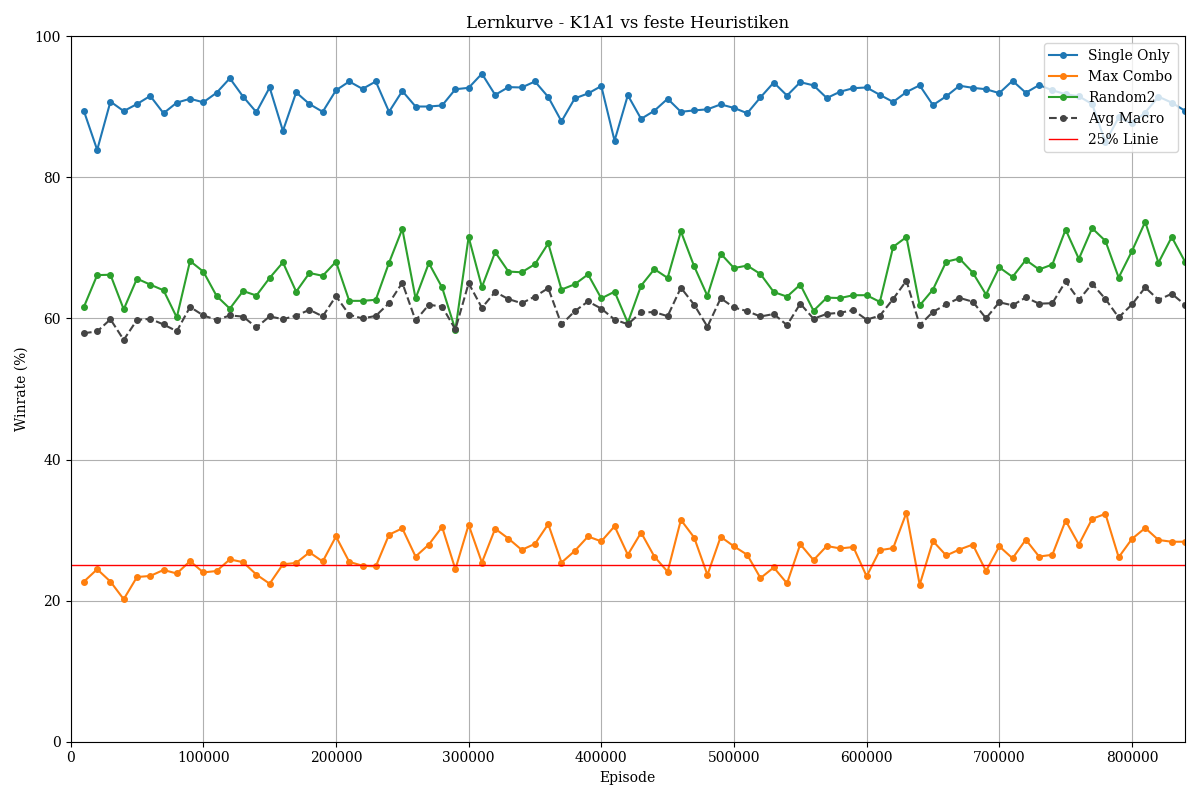 Lernkurve - K1A1 vs feste Heuristiken
100
80
60
40
20
0
Winrate (%)
Single Only
Max Combo
Random2
Avg Macro
25% Linie
0 100000 200000 300000 400000 500000 600000 700000 800000
Episode